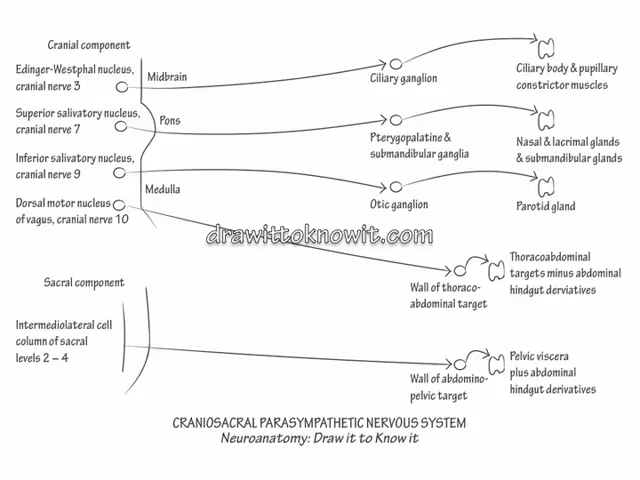 Cranial component
Edinger-Westphal nucleus,
cranial nerve 3
Midbrain
Ciliary ganglion
Ciliary body & pupillary
constrictor muscles
Superior salivatory nucleus,
cranial nerve 7
Pons
Pterygopalatine &
submandibular ganglia
Nasal & lacrimal glands
& submandibular glands
Inferior salivatory nucleus,
cranial nerve 9
Medulla
Otic ganglion
Parotid gland
Dorsal motor nucleus
of vagus, cranial nerve 10
drawittoknowit.com
Wall of thoraco-
abdominal target
Thoracoabdominal
targets minus abdominal
hindgut derviatives
Sacral component
Intermediolateral cell
column of sacral
levels 2 – 4
Wall of abdomino-
pelvic target
Pelvic viscera
plus abdominal
hindgut derivatives
CRANIOSACRAL PARASYMPATHETIC NERVOUS SYSTEM
Neuroanatomy: Draw it to Know it